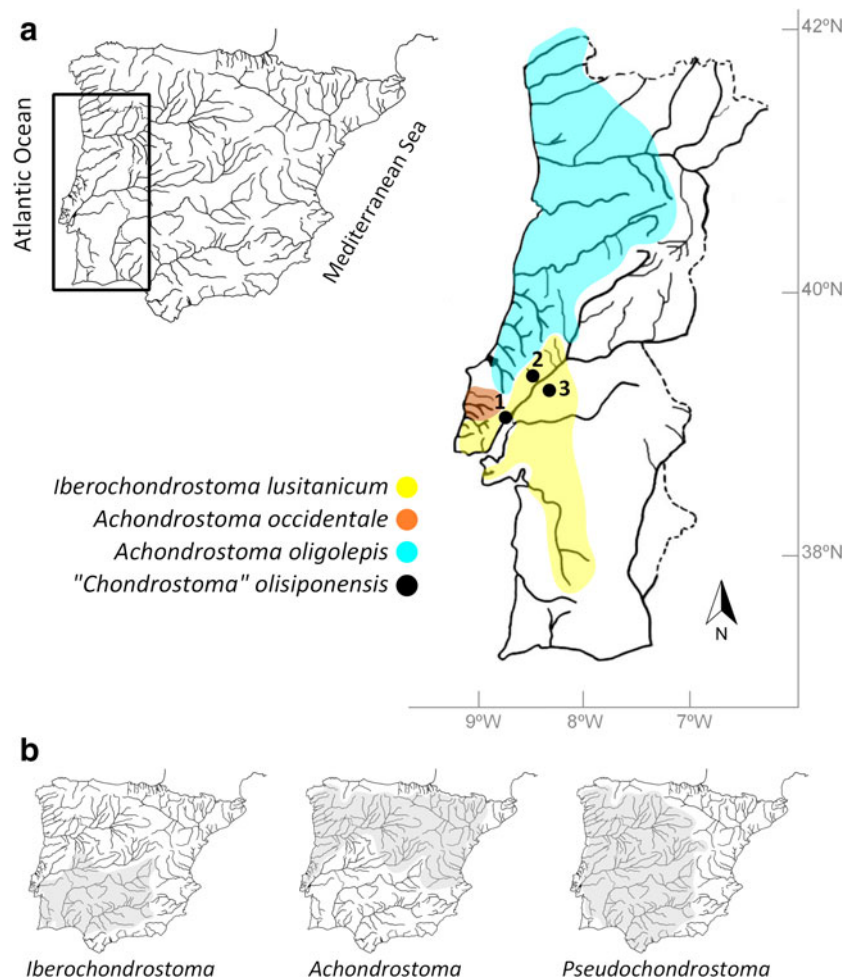 a
Atlantic Ocean
Mediterranean Sea
42ºN
40ºN
38ºN
2
3
1
Iberochondrostoma lusitanicum
Achondrostoma occidentale
Achondrostoma oligolepis
"Chondrostoma" olisiponensis
N
9ºW
8ºW
7ºW
b
Iberochondrostoma
Achondrostoma
Pseudochondrostoma